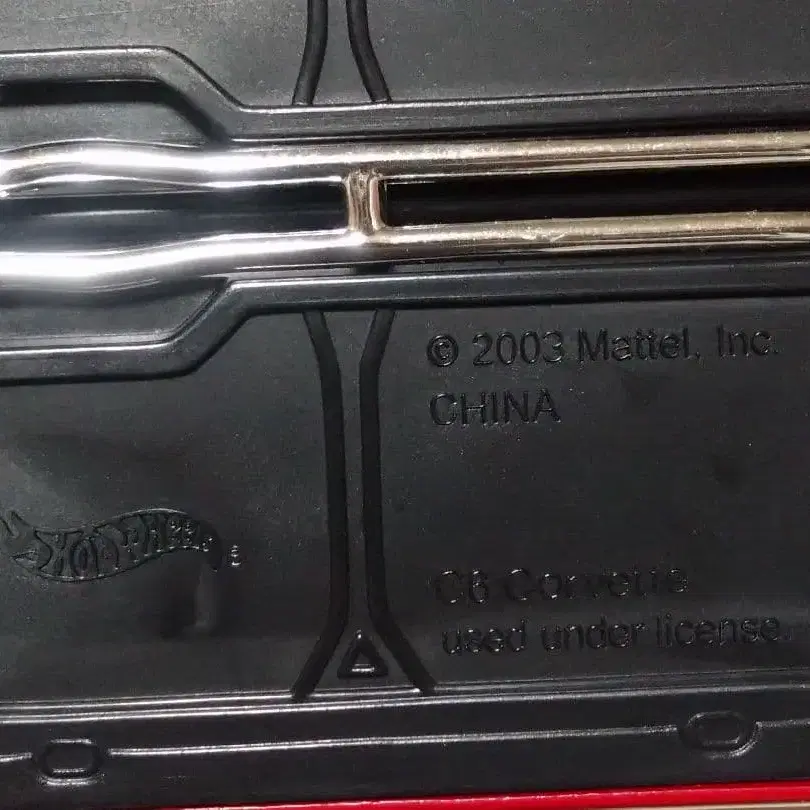 © 2003 Mattel, Inc.
CHINA
HOT WHEELS ®
C6 Corvette
used under license.